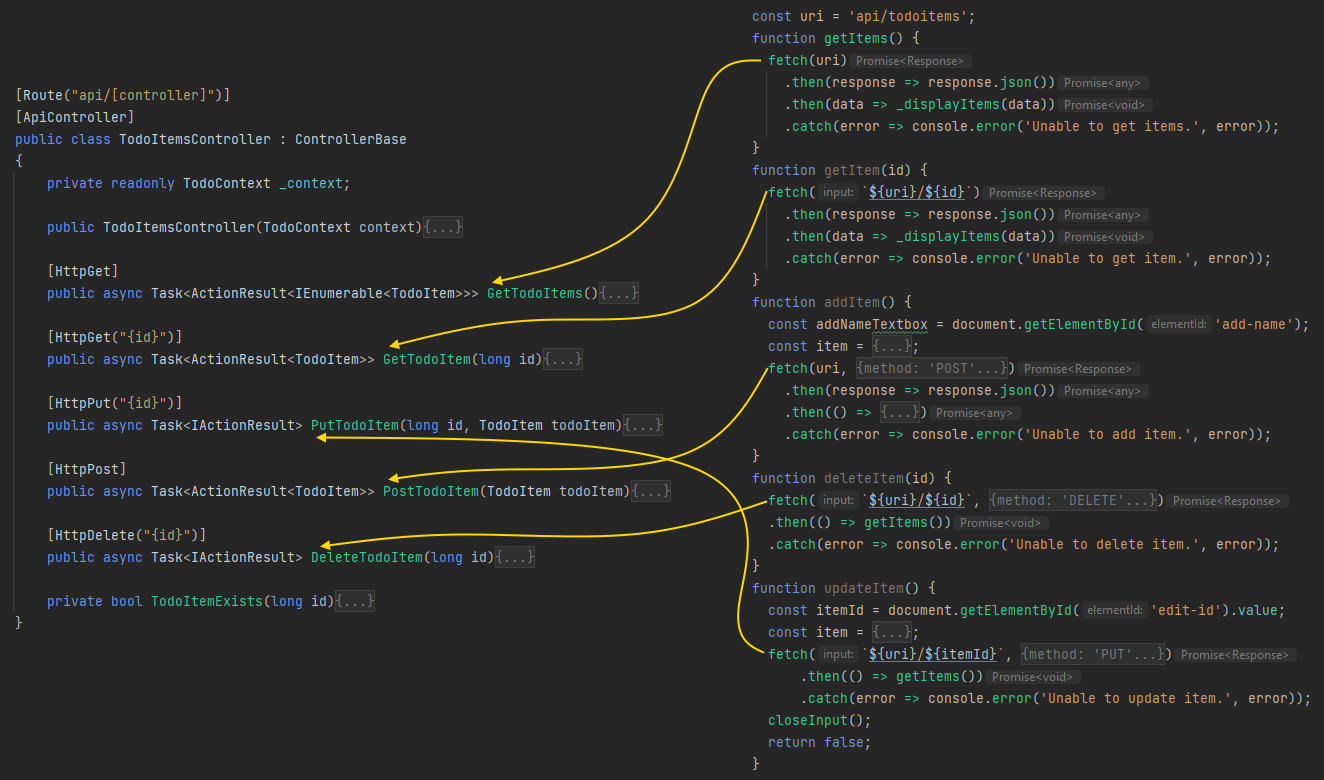 [Route("api/[controller]")]
[ApiController]
public class TodoItemsController : ControllerBase
{
private readonly TodoContext _context;
public TodoItemsController(TodoContext context){...}
[HttpGet]
public async Task<ActionResult<IEnumerable<TodoItem>>> GetTodoItems(){...}
[HttpGet("{id}")]
public async Task<ActionResult<TodoItem>> GetTodoItem(long id){...}
[HttpPut("{id}")]
public async Task<IActionResult> PutTodoItem(long id, TodoItem todoItem){...}
[HttpPost]
public async Task<ActionResult<TodoItem>> PostTodoItem(TodoItem todoItem){...}
[HttpDelete("{id}")]
public async Task<IActionResult> DeleteTodoItem(long id){...}
private bool TodoItemExists(long id){...}
}
const uri = 'api/todoitems';
function getItems() {
fetch(uri) Promise<Response>
.then(response => response.json()) Promise<any>
.then(data => _displayItems(data)) Promise<void>
.catch(error => console.error('Unable to get items.', error));
}
function getItem(id) {
fetch( input: `${uri}/${id}`) Promise<Response>
.then(response => response.json()) Promise<any>
.then(data => _displayItems(data)) Promise<void>
.catch(error => console.error('Unable to get item.', error));
}
function addItem() {
const addNameTextbox = document.getElementById( elementId: 'add-name');
const item = {...};
fetch(uri, {method: 'POST'...}) Promise<Response>
.then(response => response.json()) Promise<any>
.then(() => {...}) Promise<any>
.catch(error => console.error('Unable to add item.', error));
}
function deleteItem(id) {
fetch( input: `${uri}/${id}`, {method: 'DELETE'...}) Promise<Response>
.then(() => getItems()) Promise<void>
.catch(error => console.error('Unable to delete item.', error));
}
function updateItem() {
const itemId = document.getElementById( elementId: 'edit-id').value;
const item = {...};
fetch( input: `${uri}/${itemId}`, {method: 'PUT'...}) Promise<Response>
.then(() => getItems()) Promise<void>
.catch(error => console.error('Unable to update item.', error));
closeInput();
return false;
}